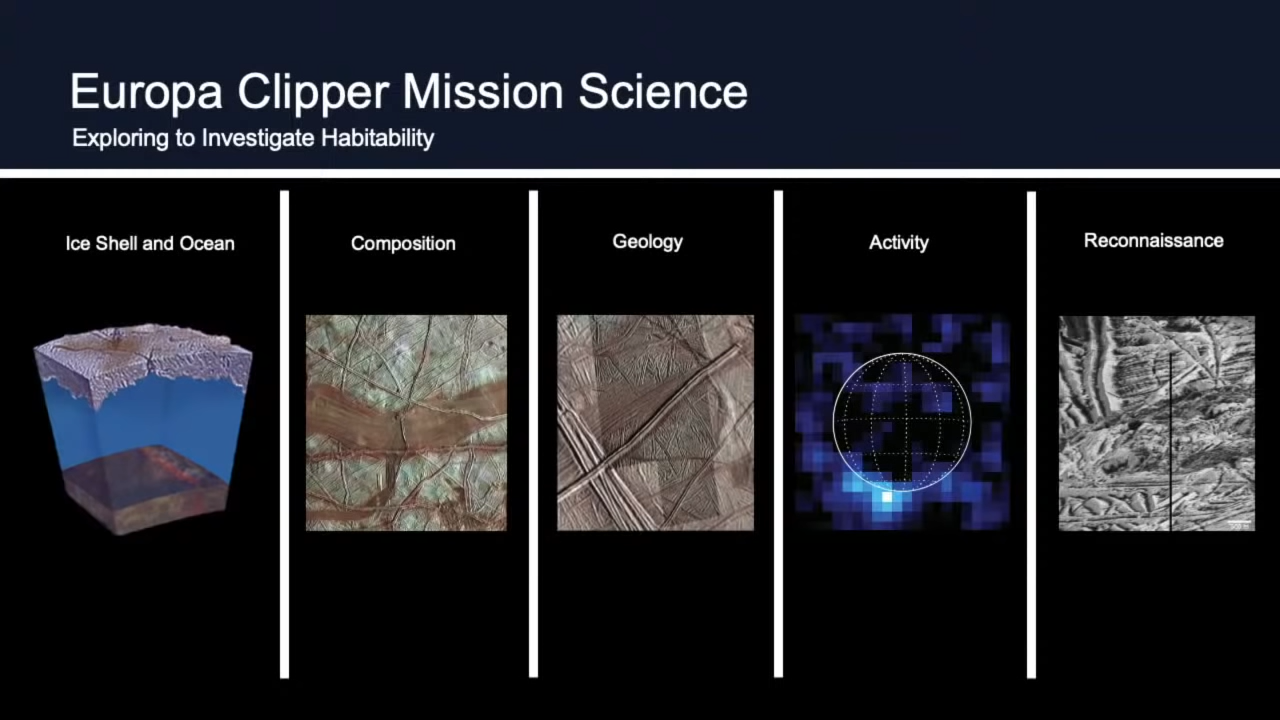 Europa Clipper Mission Science
Exploring to Investigate Habitability
Ice Shell and Ocean
Composition
Geology
Activity
Reconnaissance